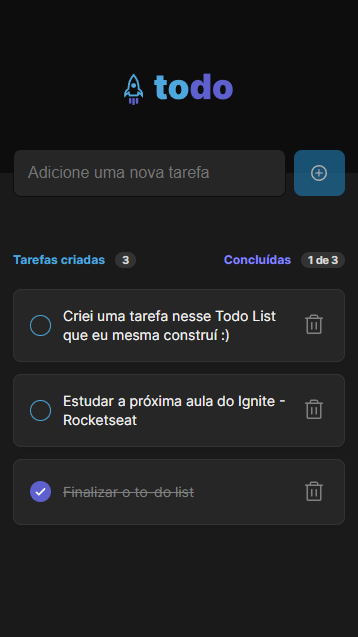 todo
Adicione uma nova tarefa
Tarefas criadas 3 Concluídas 1 de 3
Criei uma tarefa nesse Todo List
que eu mesma construí :)
Estudar a próxima aula do Ignite -
Rocketseat
Finalizar o to-do list